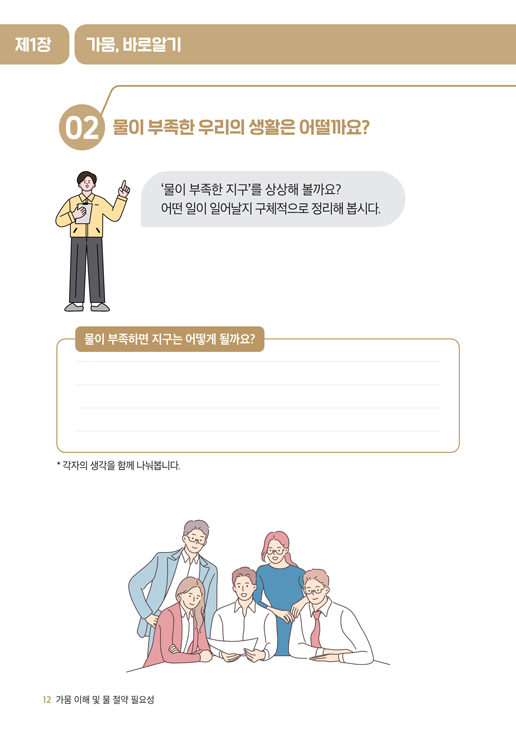 제1장 가뭄, 바로알기
02 물이 부족한 우리의 생활은 어떨까요?
'물이 부족한 지구'를 상상해 볼까요?
어떤 일이 일어날지 구체적으로 정리해 봅시다.
물이 부족하면 지구는 어떻게 될까요?
* 각자의 생각을 함께 나눠봅니다.
12 가뭄 이해 및 물 절약 필요성